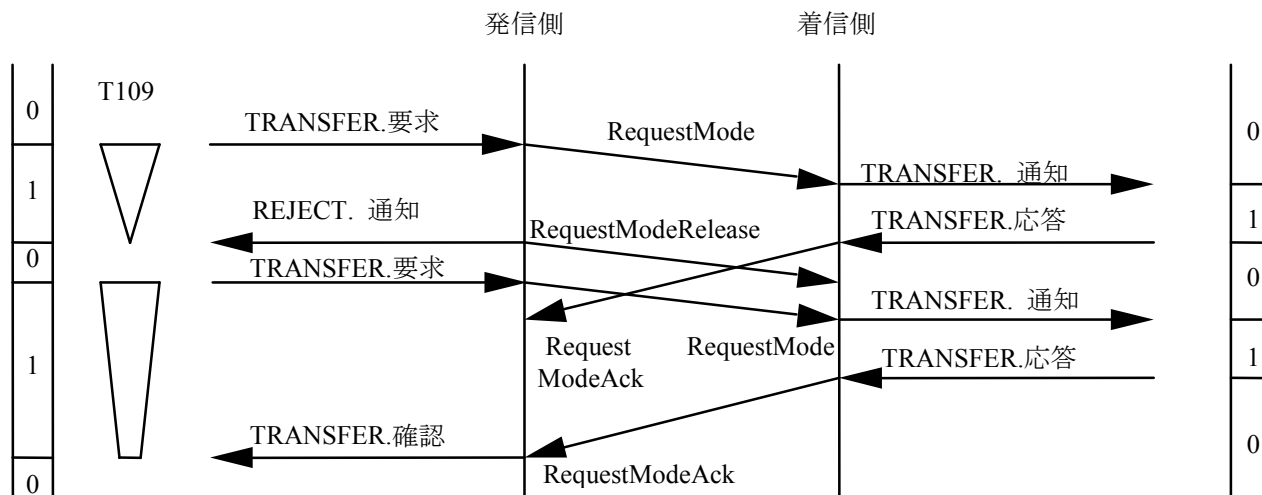 発信側 着信側
T109
0
TRANSFER.要求
RequestMode
0
TRANSFER. 通知
1
REJECT. 通知
RequestModeRelease
TRANSFER.応答
1
0
TRANSFER.要求
0
TRANSFER. 通知
Request
ModeAck
RequestMode
TRANSFER.応答
1
1
TRANSFER.確認
RequestModeAck
0
0